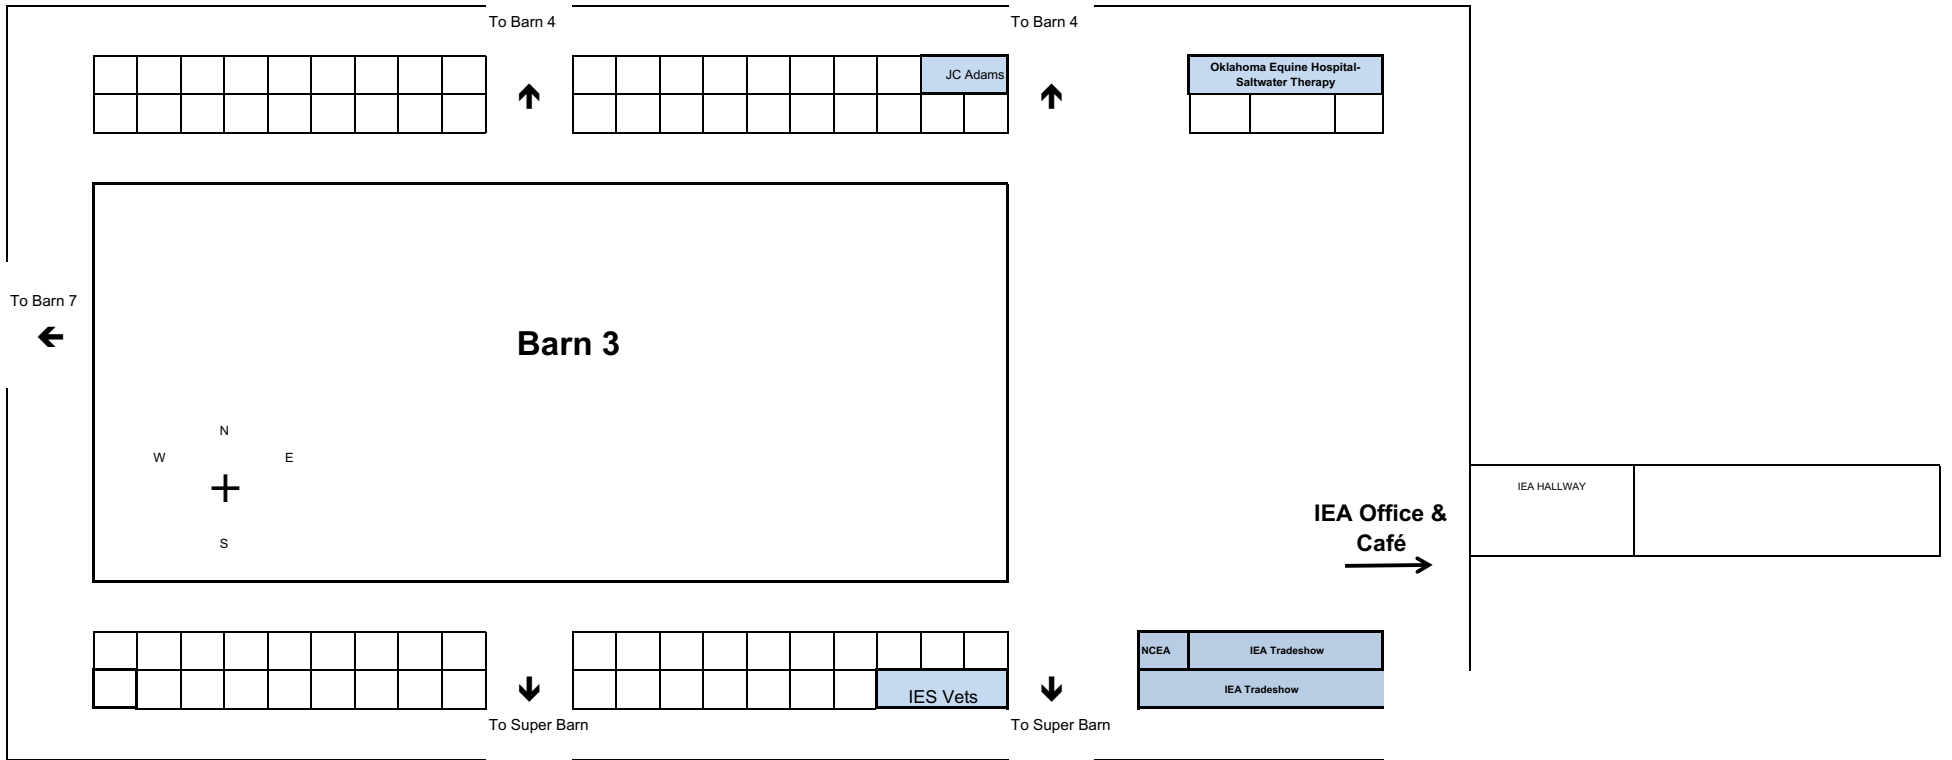 To Barn 4
To Barn 4
JC Adams
Oklahoma Equine Hospital-
Saltwater Therapy
To Barn 7
Barn 3
N
W
E
S
IEA HALLWAY
IEA Office &
Café
NCEA
IEA Tradeshow
IES Vets
IEA Tradeshow
To Super Barn
To Super Barn